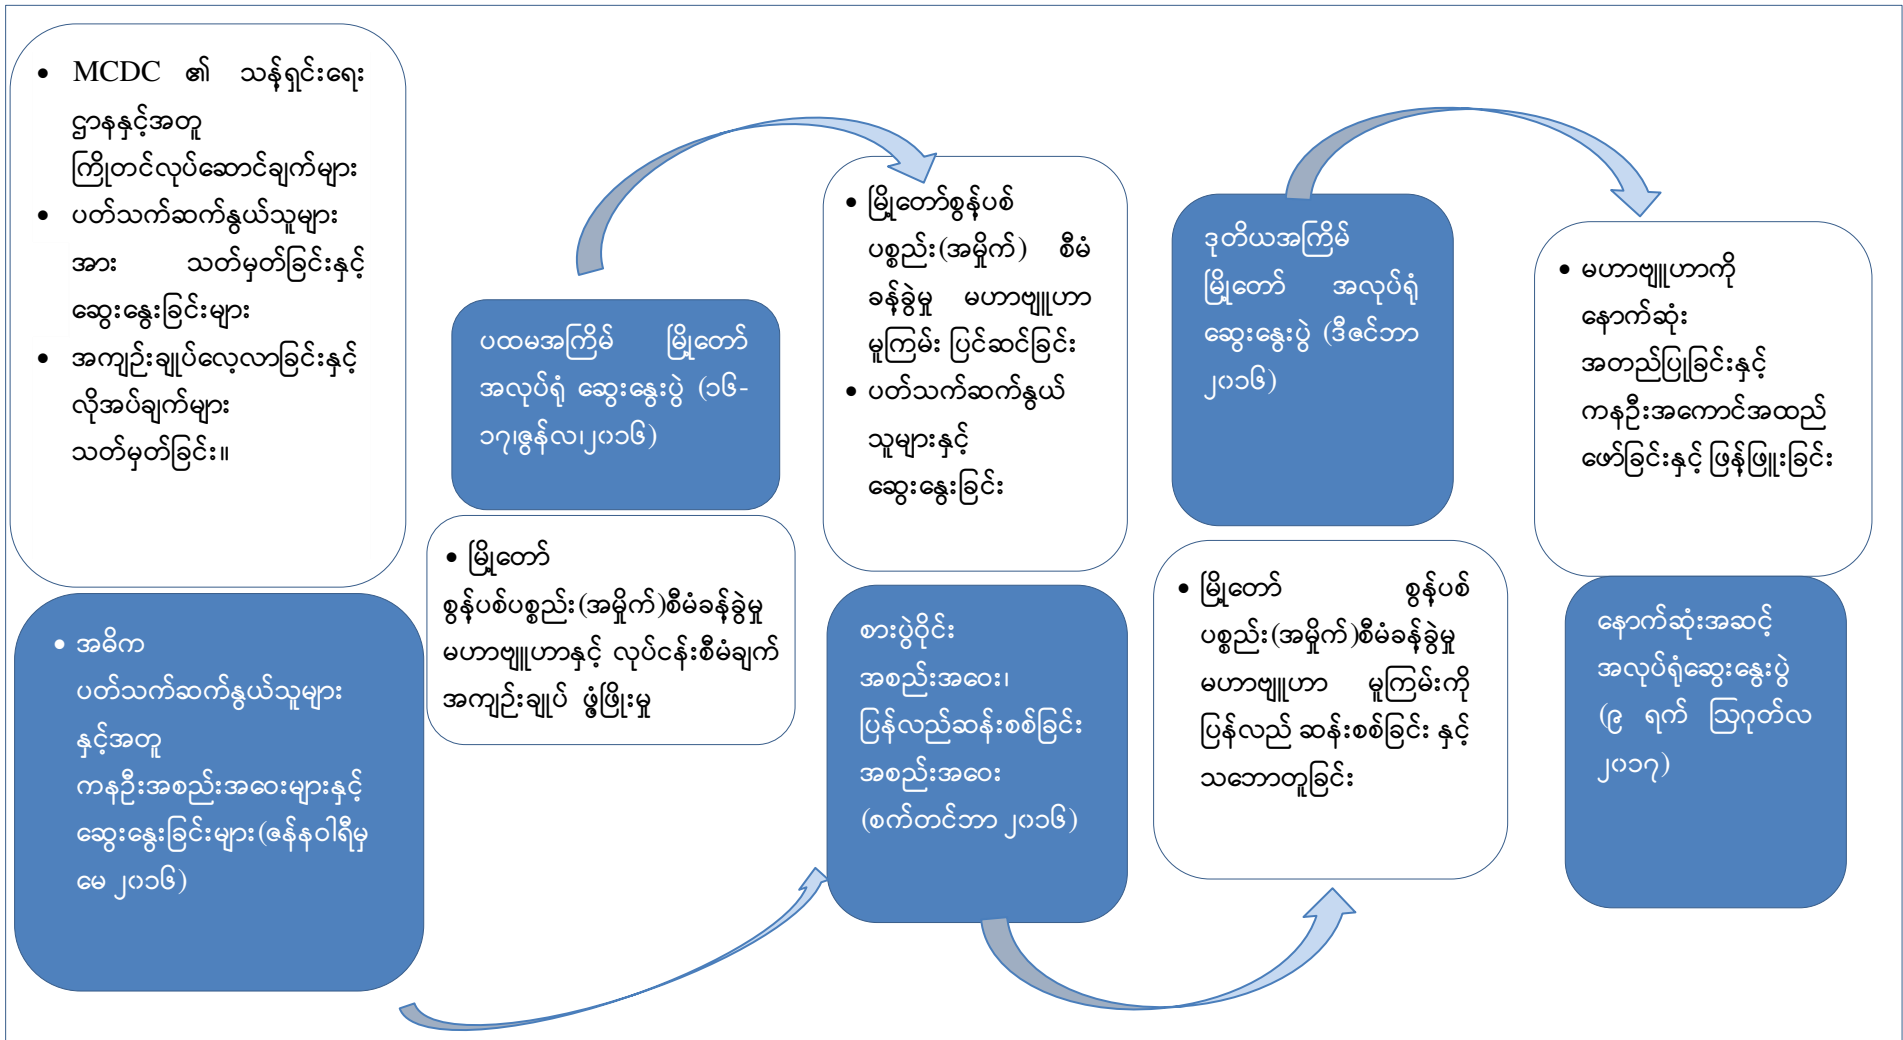 • MCDC ၏ သန့်ရှင်းရေး
ဌာနနှင့်အတူ
ကြိုတင်လုပ်ဆောင်ချက်များ
• ပတ်သက်ဆက်နွယ်သူများ
အား သတ်မှတ်ခြင်းနှင့်
ဆွေးနွေးခြင်းများ
• အကျဉ်းချုပ်လေ့လာခြင်းနှင့်
လိုအပ်ချက်များ
သတ်မှတ်ခြင်း။
• အဓိက
ပတ်သက်ဆက်နွယ်သူများ
နှင့်အတူ
ကနဦးအစည်းအဝေးများနှင့်
ဆွေးနွေးခြင်းများ(ဇန်နဝါရီမှ
မေ ၂၀၁၆)
ပထမအကြိမ် မြို့တော်
အလုပ်ရုံ ဆွေးနွေးပွဲ (၁၆-
၁၇၊ဇွန်လ၊၂၀၁၆)
• မြို့တော်
စွန့်ပစ်ပစ္စည်း(အမှိုက်)စီမံခန့်ခွဲမှု
မဟာဗျူဟာနှင့် လုပ်ငန်းစီမံချက်
အကျဉ်းချုပ် ဖွံ့ဖြိုးမှု
• မြို့တော်စွန့်ပစ်
ပစ္စည်း(အမှိုက်) စီမံ
ခန့်ခွဲမှု မဟာဗျူဟာ
မူကြမ်း ပြင်ဆင်ခြင်း
• ပတ်သက်ဆက်နွယ်
သူများနှင့်
ဆွေးနွေးခြင်း
စားပွဲဝိုင်း
အစည်းအဝေး၊
ပြန်လည်ဆန်းစစ်ခြင်း
အစည်းအဝေး
(စက်တင်ဘာ ၂၀၁၆)
ဒုတိယအကြိမ်
မြို့တော် အလုပ်ရုံ
ဆွေးနွေးပွဲ (ဒီဇင်ဘာ
၂၀၁၆)
• မြို့တော် စွန့်ပစ်
ပစ္စည်း(အမှိုက်)စီမံခန့်ခွဲမှု
မဟာဗျူဟာ မူကြမ်းကို
ပြန်လည် ဆန်းစစ်ခြင်း နှင့်
သဘောတူခြင်း
• မဟာဗျူဟာကို
နောက်ဆုံး
အတည်ပြုခြင်းနှင့်
ကနဦးအကောင်အထည်
ဖော်ခြင်းနှင့် ဖြန့်ဖြူးခြင်း
နောက်ဆုံးအဆင့်
အလုပ်ရုံဆွေးနွေးပွဲ
(၉ ရက် ဩဂုတ်လ
၂၀၁၇)